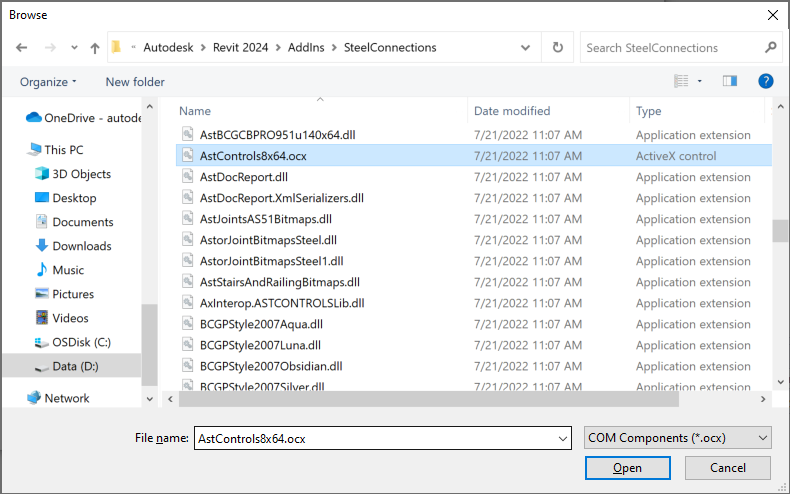 Browse
Autodesk > Revit 2024 > AddIns > SteelConnections
Search SteelConnections
Organize
New folder
?
Name Date modified Type
OneDrive - autode
This PC
3D Objects
Desktop
Documents
Downloads
Music
Pictures
Videos
OSDisk (C:)
Data (D:)
Network
AstBCGCBPRO951u140x64.dll 7/21/2022 11:07 AM Application extension
AstControls8x64.ocx 7/21/2022 11:07 AM ActiveX control
AstDocReport.dll 7/21/2022 11:07 AM Application extension
AstDocReport.XmlSerializers.dll 7/21/2022 11:07 AM Application extension
AstJointsAS51Bitmaps.dll 7/21/2022 11:07 AM Application extension
AstorJointBitmapsSteel.dll 7/21/2022 11:07 AM Application extension
AstorJointBitmapsSteel1.dll 7/21/2022 11:07 AM Application extension
AstStairsAndRailingBitmaps.dll 7/21/2022 11:07 AM Application extension
AxInterop.ASTCONTROLSLib.dll 7/21/2022 11:07 AM Application extension
BCGPStyle2007Aqua.dll 7/21/2022 11:07 AM Application extension
BCGPStyle2007Luna.dll 7/21/2022 11:07 AM Application extension
BCGPStyle2007Obsidian.dll 7/21/2022 11:07 AM Application extension
BCGPStyle2007Silver.dll 7/21/2022 11:07 AM Application extension
File name: AstControls8x64.ocx COM Components (*.ocx)
Open Cancel